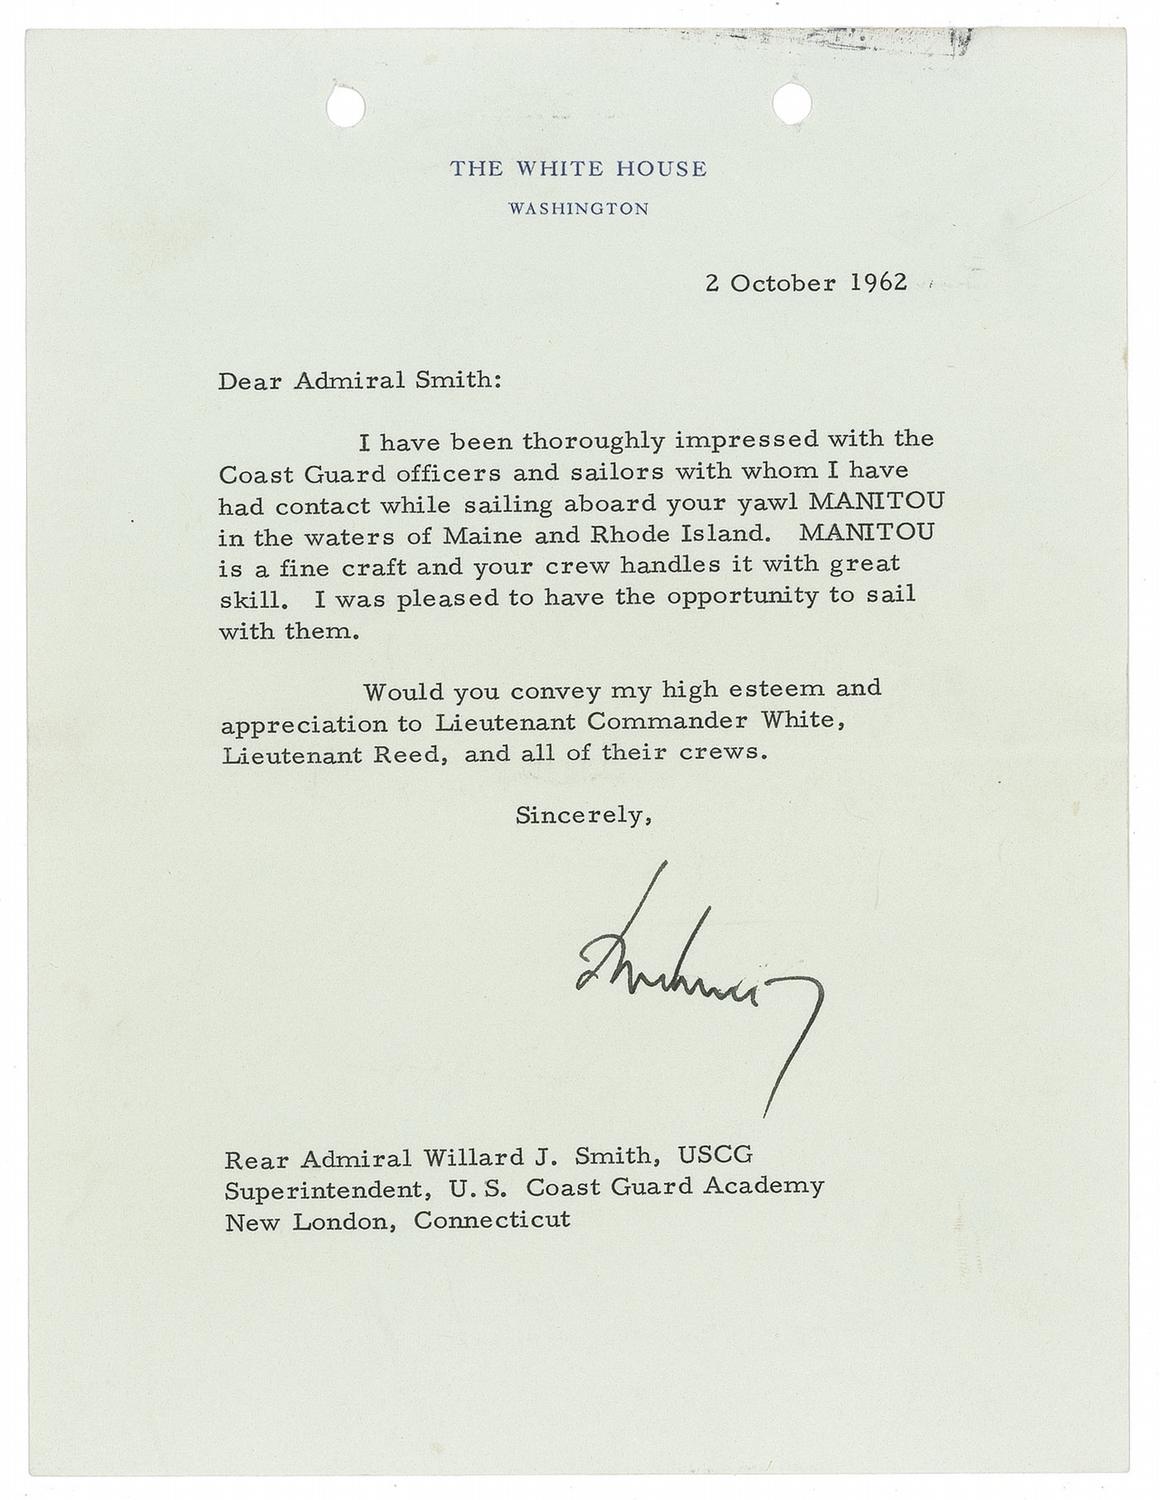 THE WHITE HOUSE
WASHINGTON
2 October 1962
Dear Admiral Smith:
I have been thoroughly impressed with the
Coast Guard officers and sailors with whom I have
had contact while sailing aboard your yawl MANITOU
in the waters of Maine and Rhode Island. MANITOU
is a fine craft and your crew handles it with great
skill. I was pleased to have the opportunity to sail
with them.
Would you convey my high esteem and
appreciation to Lieutenant Commander White,
Lieutenant Reed, and all of their crews.
Sincerely,
Rear Admiral Willard J. Smith, USCG
Superintendent, U. S. Coast Guard Academy
New London, Connecticut